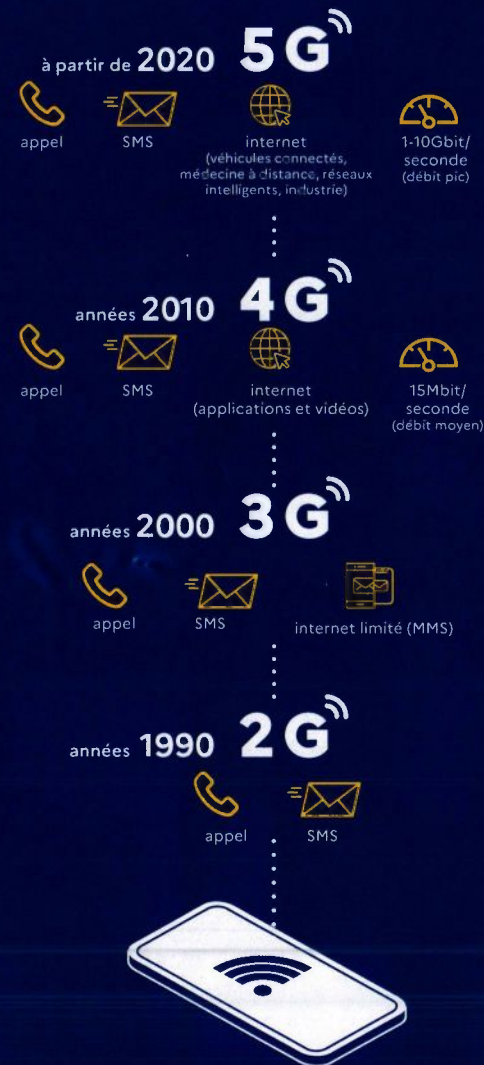 à partir de 2020 5G
appel
SMS
internet
(véhicules connectés,
médecine à distance, réseaux
intelligents, industrie)
1-10Gbit/
seconde
(débit pic)
années 2010 4G
appel
SMS
internet
(applications et vidéos)
15Mbit/
seconde
(débit moyen)
années 2000 3G
appel
SMS
internet limité (MMS)
années 1990 2G
appel
SMS